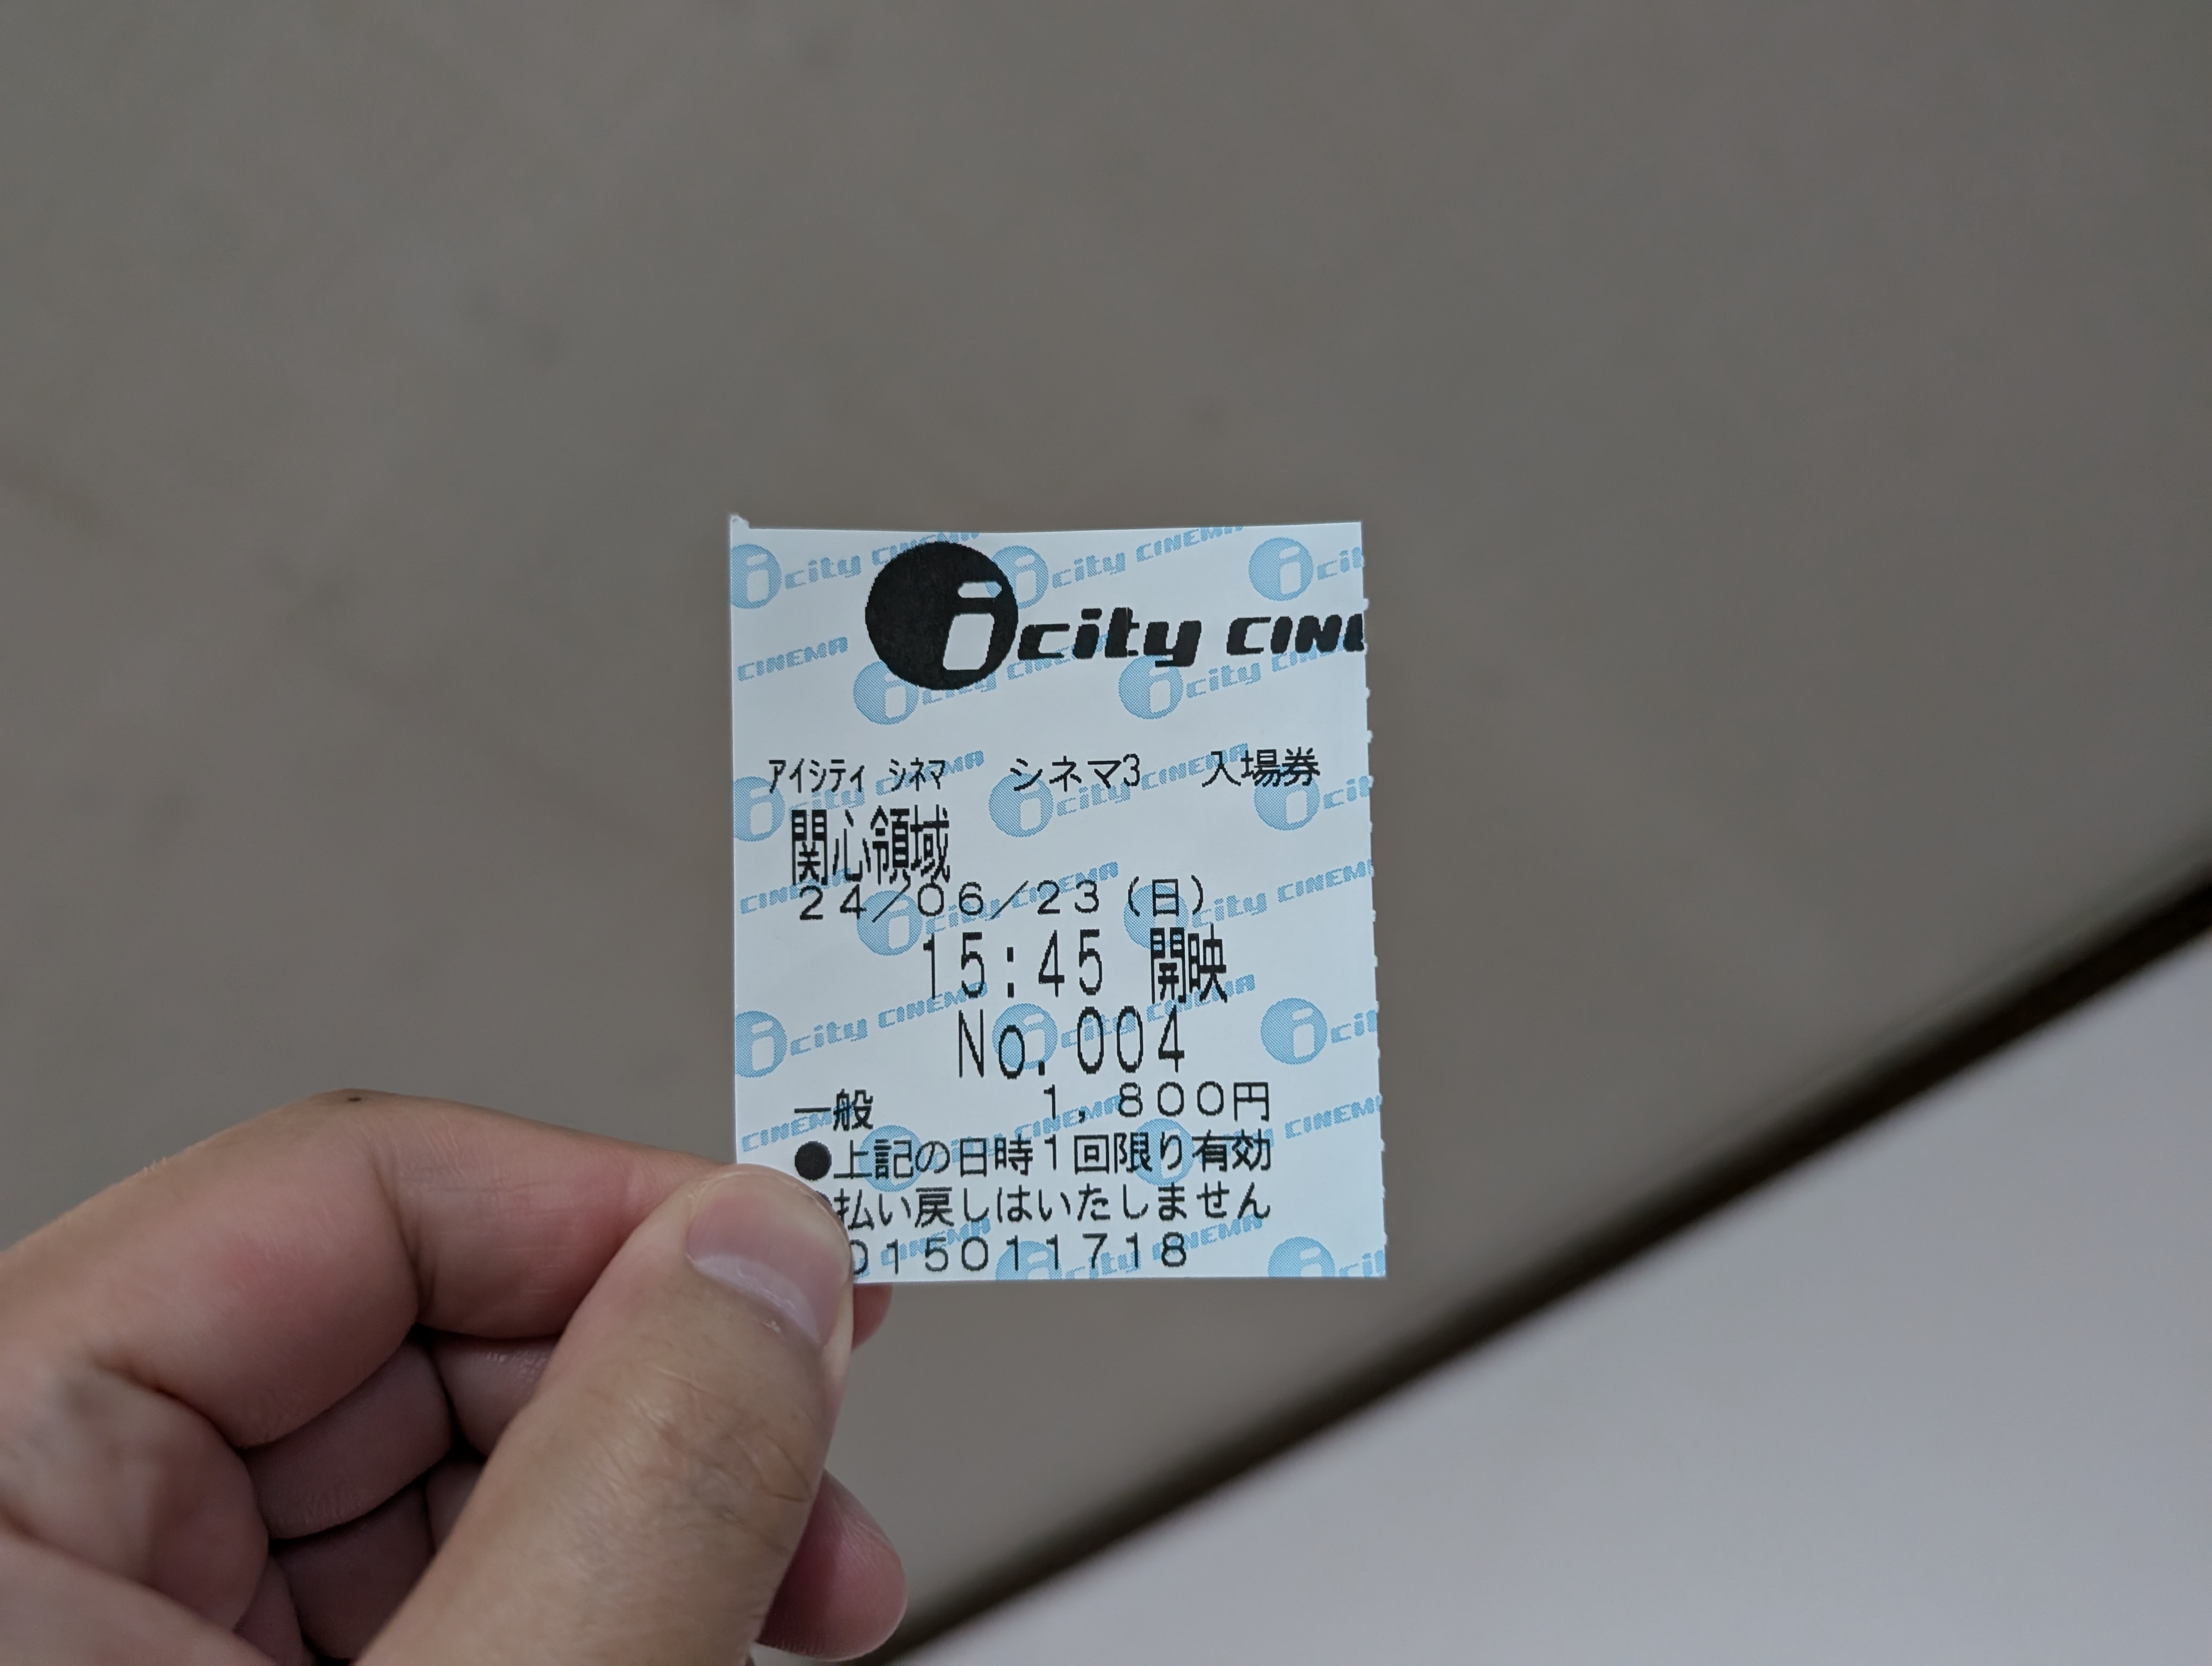 icity CINE
アイシティ シネマ シネマ3 入場券
関心領域
24/06/23(日)
15:45 開映
No.004
一般 1,800円
●上記の日時1回限り有効
払い戻しはいたしません
015011718